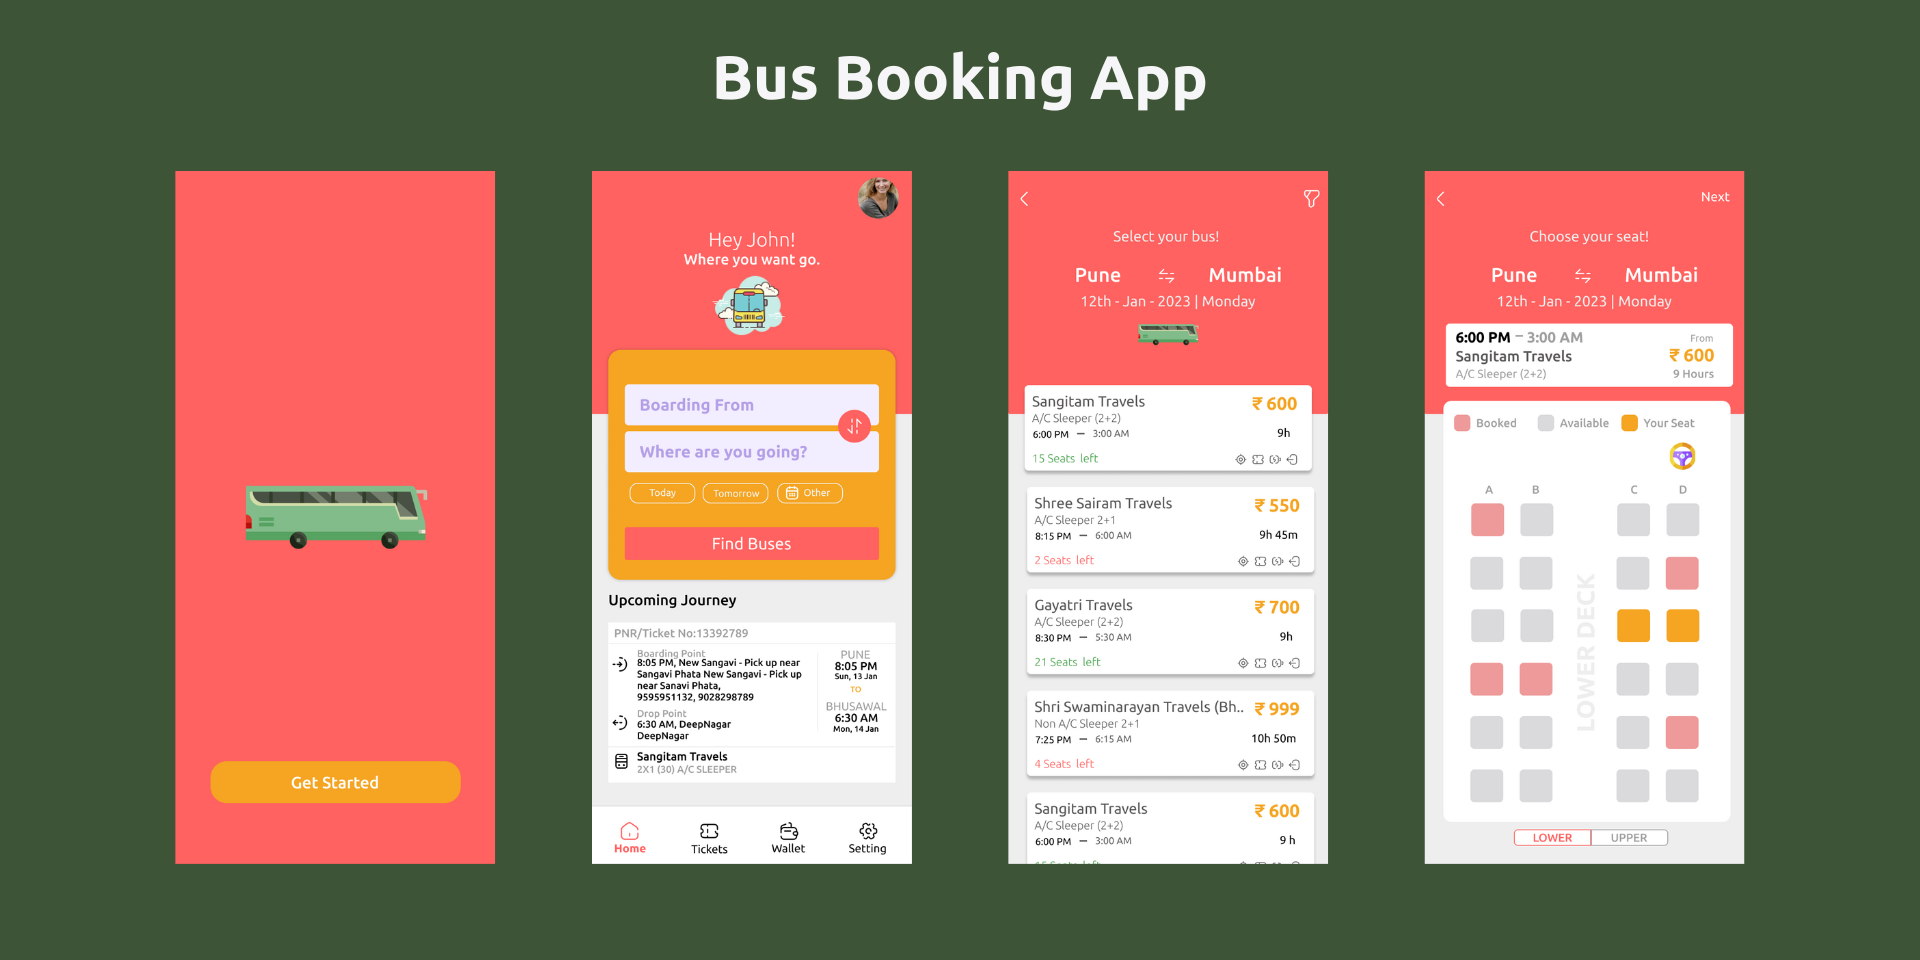 Bus Booking App
Get Started
Hey John!
Where you want go.
Boarding From
Where are you going?
Today
Tomorrow
Other
Find Buses
Upcoming Journey
PNR/Ticket No:13392789
Boarding Point
8:05 PM, New Sangavi - Pick up near
Sangavi Phata New Sangavi - Pick up
near Sanavi Phata,
9595951132, 9028298789
Drop Point
6:30 AM, DeepNagar
DeepNagar
PUNE
8:05 PM
Sun, 13 Jan
TO
BHUSAWAL
6:30 AM
Mon, 14 Jan
Sangitam Travels
2X1 (30) A/C SLEEPER
Home
Tickets
Wallet
Setting
Select your bus!
Pune
Mumbai
12th - Jan - 2023 | Monday
Sangitam Travels
₹ 600
A/C Sleeper (2+2)
6:00 PM – 3:00 AM
9h
15 Seats left
Shree Sairam Travels
₹ 550
A/C Sleeper 2+1
8:15 PM – 6:00 AM
9h 45m
2 Seats left
Gayatri Travels
₹ 700
A/C Sleeper (2+2)
8:30 PM – 5:30 AM
9h
21 Seats left
Shri Swaminarayan Travels (Bh..
₹ 999
Non A/C Sleeper 2+1
7:25 PM – 6:15 AM
10h 50m
4 Seats left
Sangitam Travels
₹ 600
A/C Sleeper (2+2)
6:00 PM – 3:00 AM
9 h
Next
Choose your seat!
Pune
Mumbai
12th - Jan - 2023 | Monday
6:00 PM – 3:00 AM
From
Sangitam Travels
₹ 600
A/C Sleeper (2+2)
9 Hours
Booked
Available
Your Seat
A
B
C
D
LOWER DECK
LOWER
UPPER